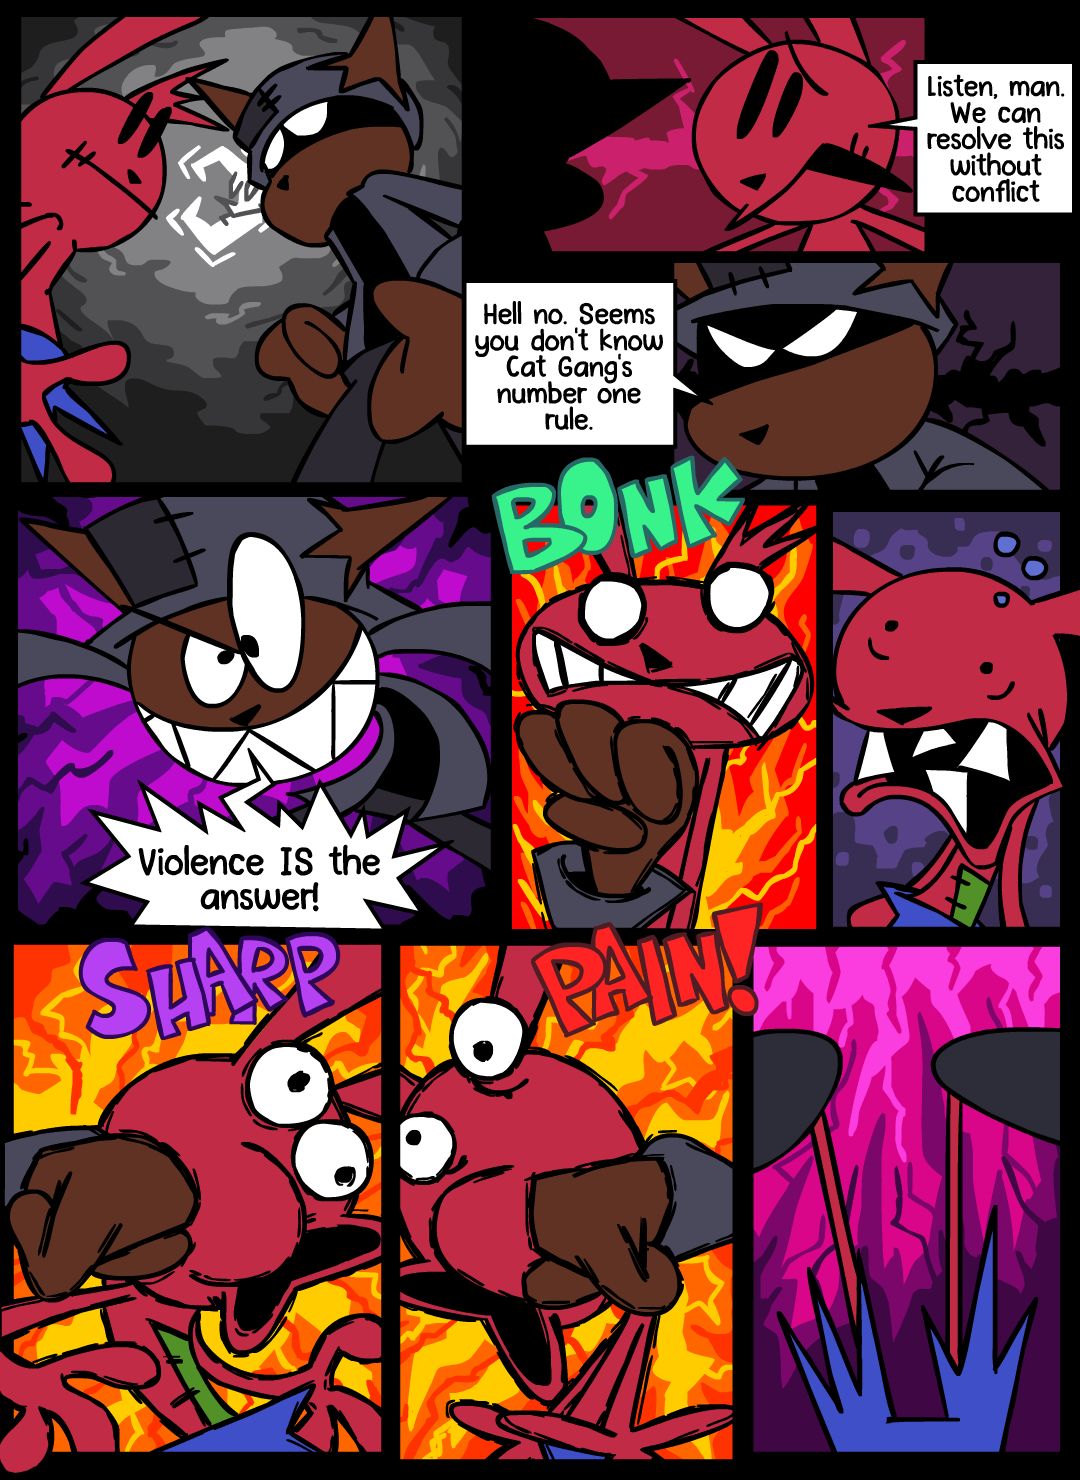 Listen, man.
We can
resolve this
without
conflict
Hell no. Seems
you don't know
Cat Gang's
number one
rule.
Violence IS the
answer!
BONK
SHARP
PAIN!